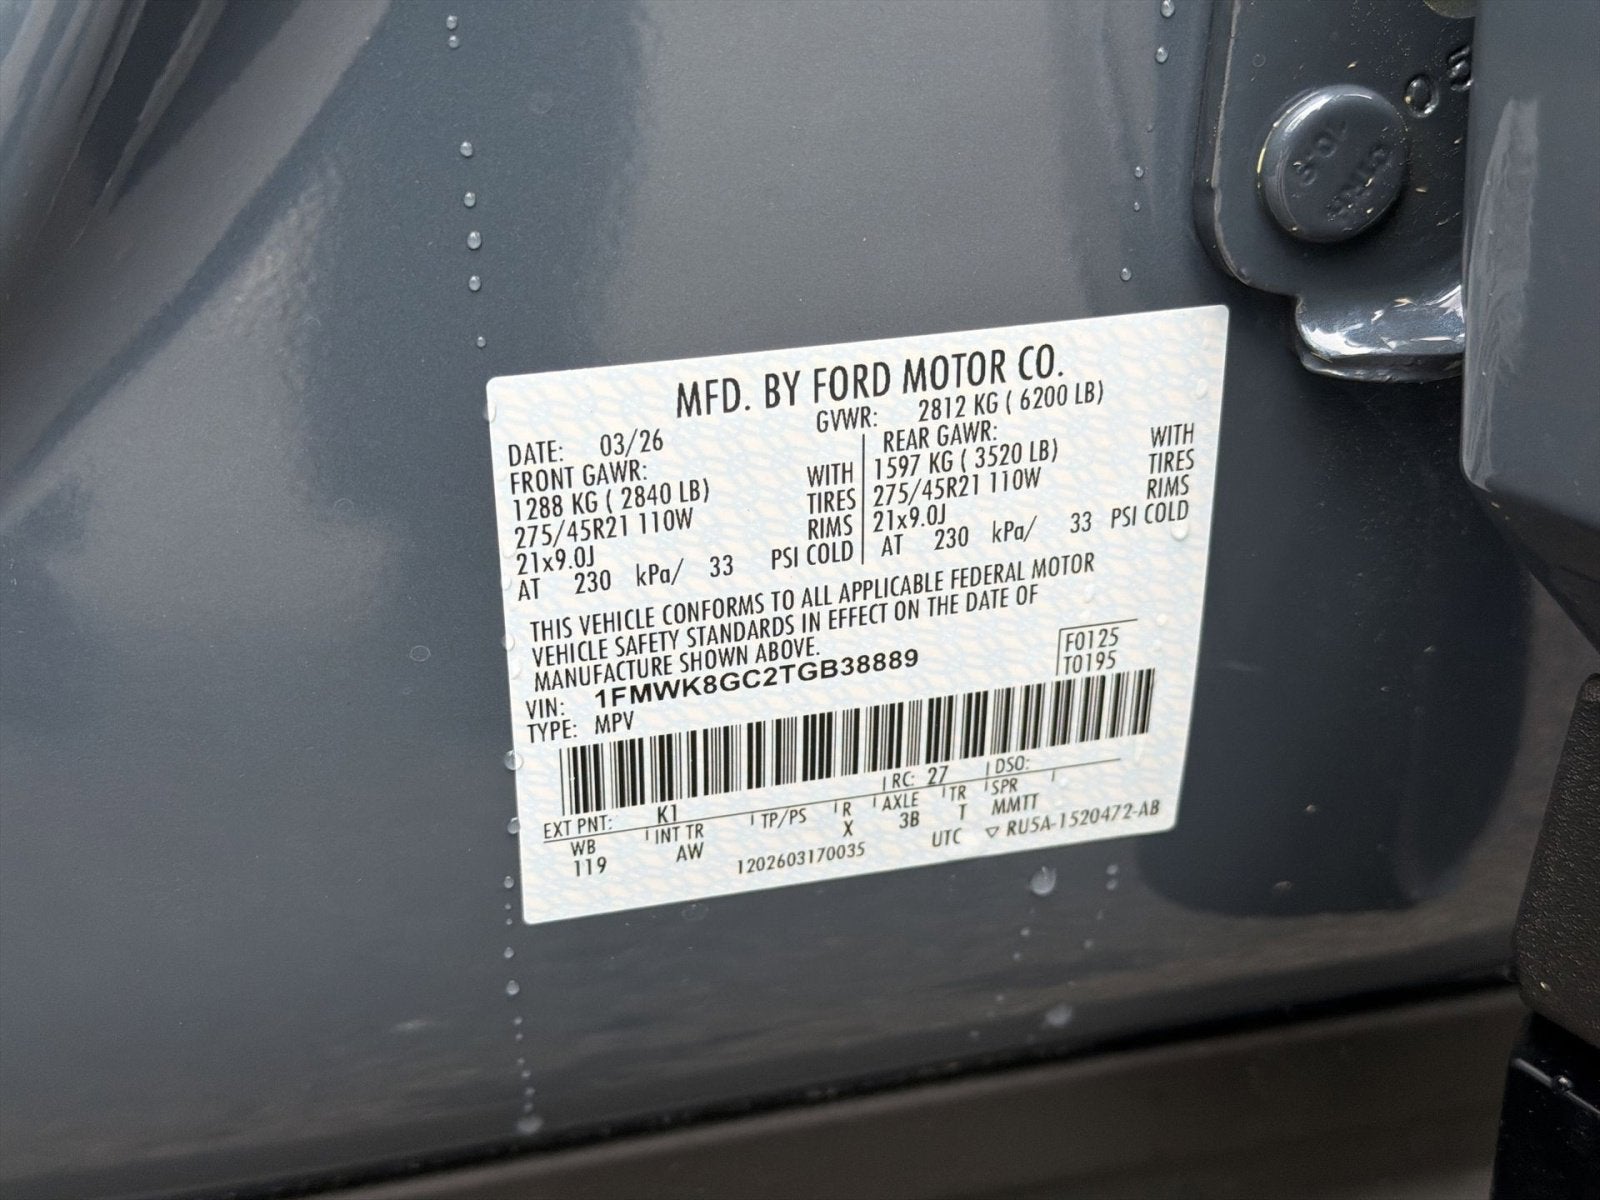 MFD. BY FORD MOTOR CO.
DATE: 03/26 GVWR: 2812 KG ( 6200 LB)
FRONT GAWR: REAR GAWR:
1288 KG ( 2840 LB) WITH 1597 KG ( 3520 LB) WITH
275/45R21 110W TIRES 275/45R21 110W TIRES
21x9.0J RIMS 21x9.0J RIMS
AT 230 kPa/ 33 PSI COLD AT 230 kPa/ 33 PSI COLD
THIS VEHICLE CONFORMS TO ALL APPLICABLE FEDERAL MOTOR
VEHICLE SAFETY STANDARDS IN EFFECT ON THE DATE OF
MANUFACTURE SHOWN ABOVE.
VIN: 1FMWK8GC2TGB38889 F0125
TYPE: MPV T0195
EXT PNT: K1 RC: 27 DSO:
WB INT TR TP/PS R AXLE TR SPR
119 AW X 3B T MMTT
1202603170035 UTC ▽ RU5A-1520472-AB
05